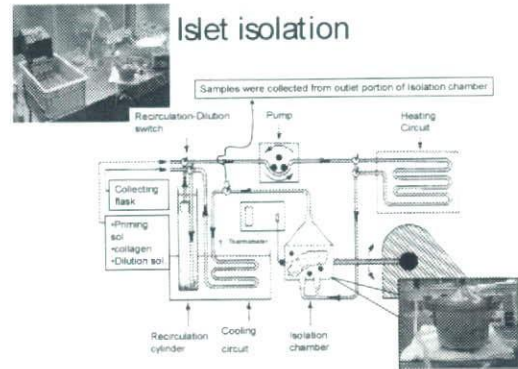 Islet isolation
Samples were collected from outlet portion of Isolation chamber
Recirculation-Dilution
switch
Pump
Heating
Circuit
Collecting
flask
•Priming
sol
•collagen
•Dilution sol
Thermometer
Recirculation
cylinder
Cooling
circuit
Isolation
chamber